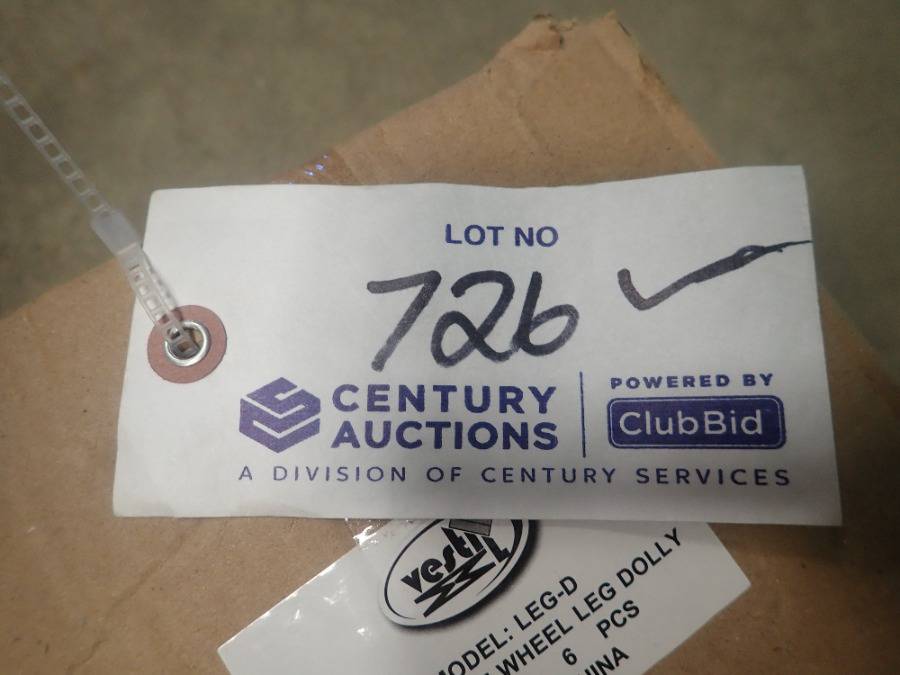 LOT NO
726
CENTURY
AUCTIONS
POWERED BY
ClubBid
A DIVISION OF CENTURY SERVICES
vestil
MODEL: LEG-D
WHEEL LEG DOLLY
6 PCS